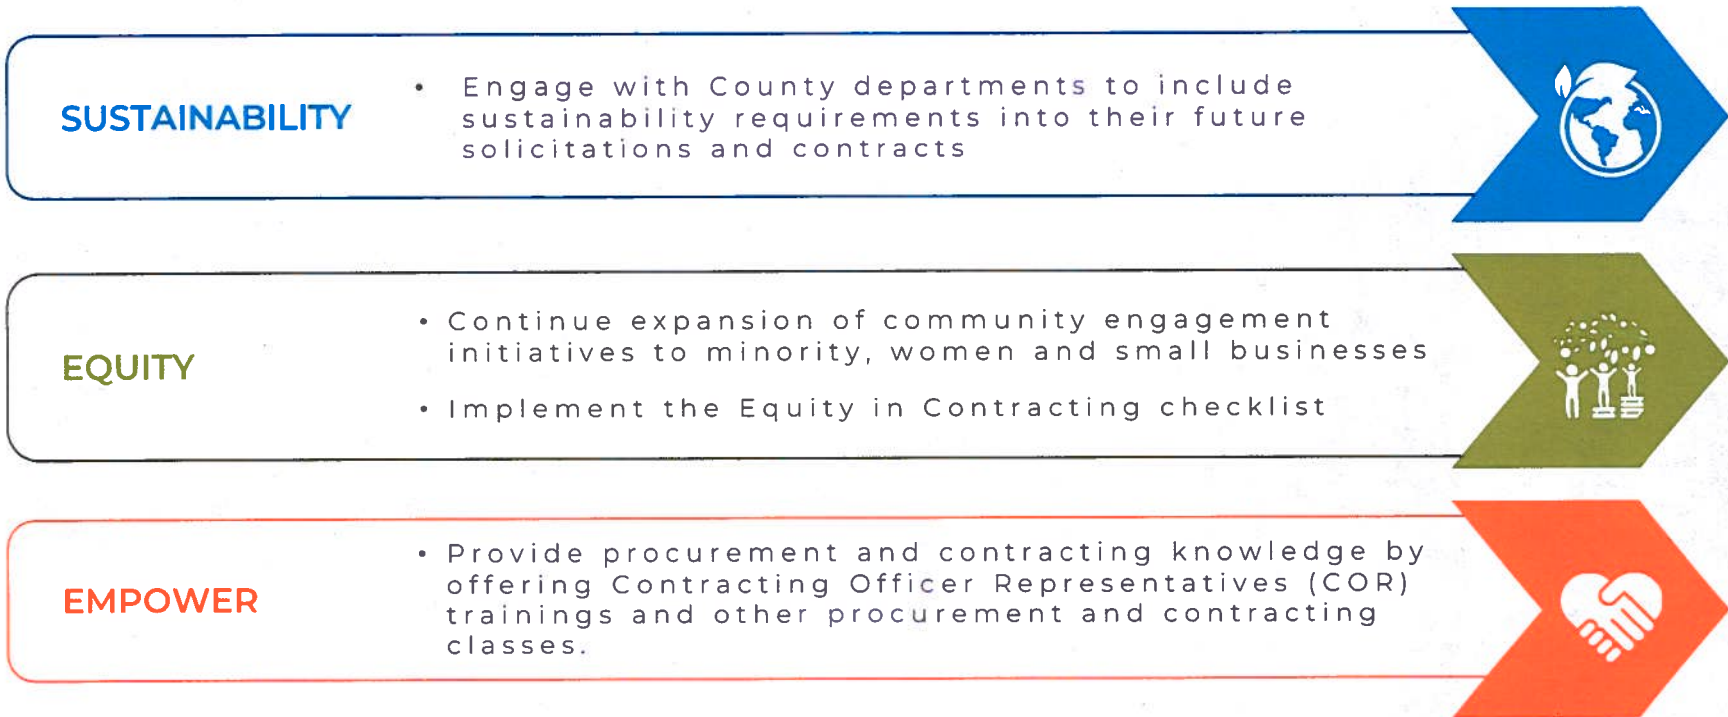 SUSTAINABILITY
• Engage with County departments to include
sustainability requirements into their future
solicitations and contracts
EQUITY
• Continue expansion of community engagement
initiatives to minority, women and small businesses
• Implement the Equity in Contracting checklist
EMPOWER
• Provide procurement and contracting knowledge by
offering Contracting Officer Representatives (COR)
trainings and other procurement and contracting
classes.